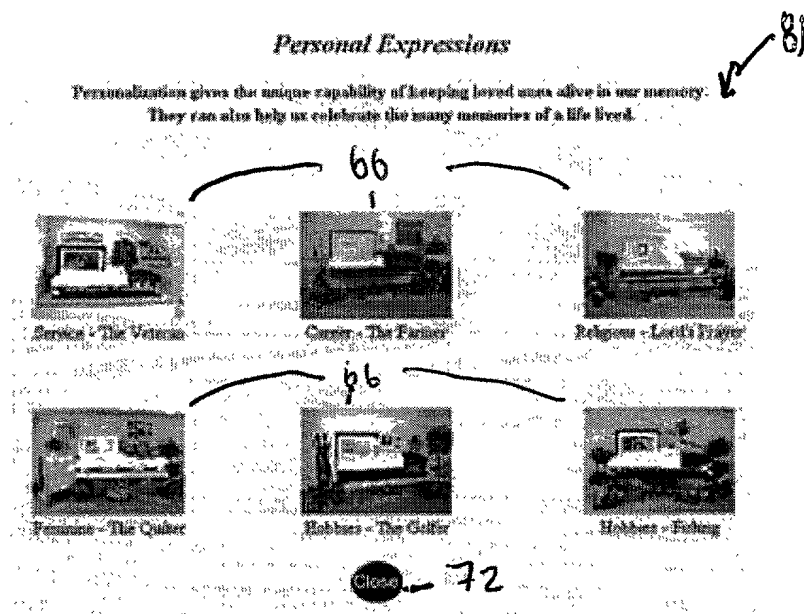 Personal Expressions
81
Personalization gives the unique capability of keeping loved ones alive in our memory.
They can also help us celebrate the many memories of a life lived.
66
Service - The Veteran
Career - The Farmer
Religious - Lord's Prayer
66
Feminine - The Quilter
Hobbies - The Golfer
Hobbies - Fishing
Close
72